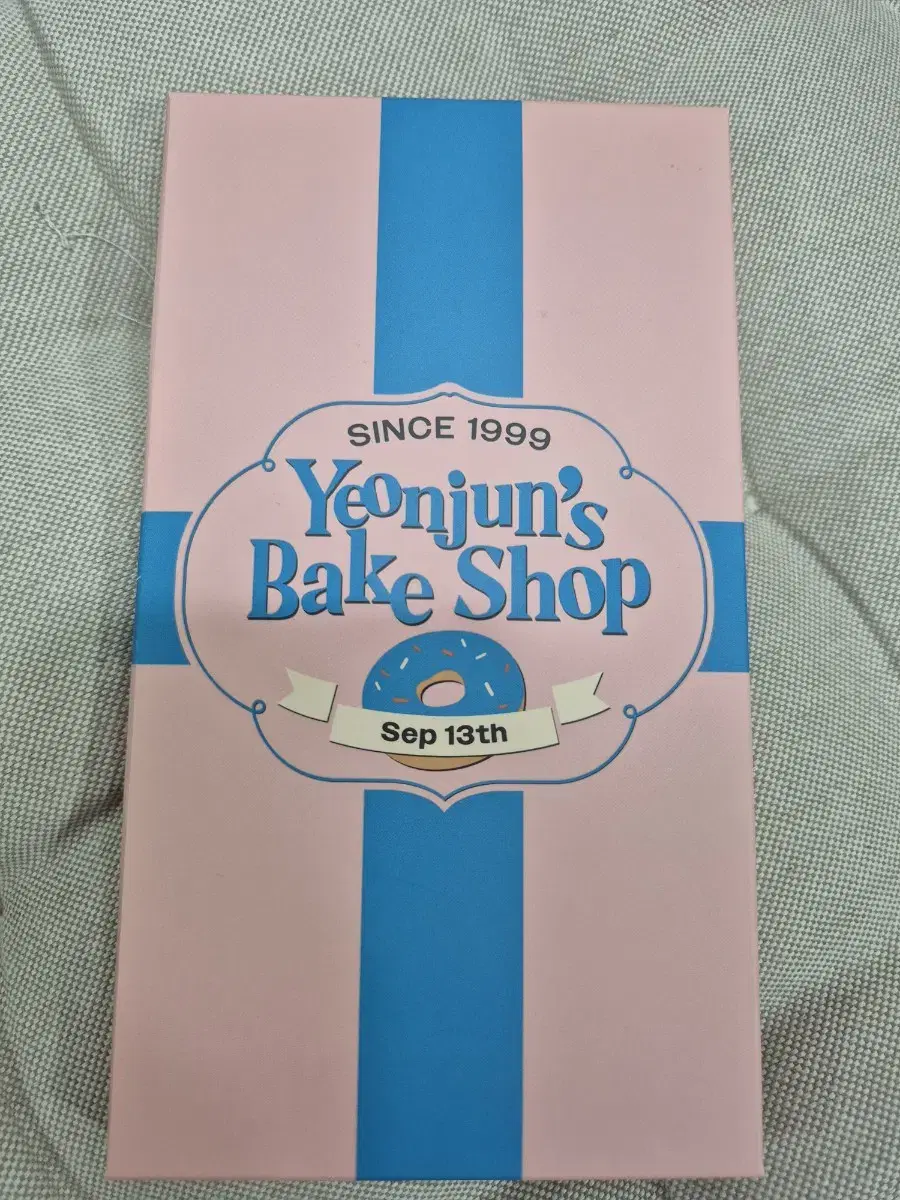 SINCE 1999
Yeonjun's
Bake Shop
Sep 13th